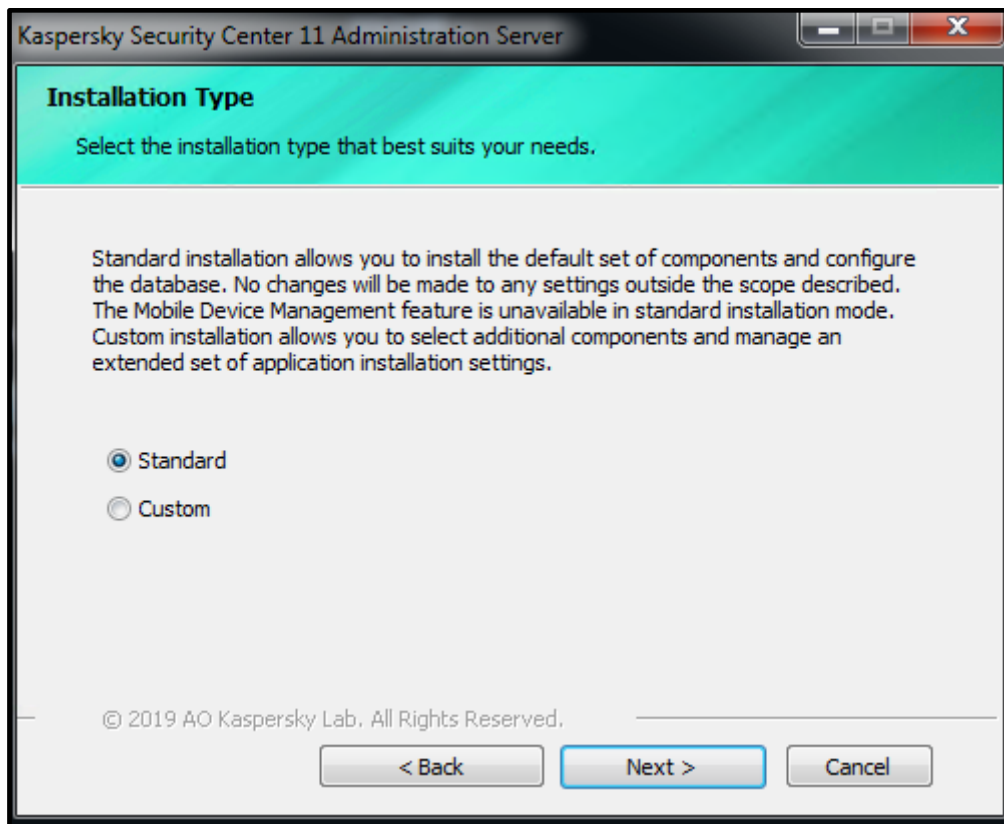 Kaspersky Security Center 11 Administration Server
Installation Type
Select the installation type that best suits your needs.
Standard installation allows you to install the default set of components and configure
the database. No changes will be made to any settings outside the scope described.
The Mobile Device Management feature is unavailable in standard installation mode.
Custom installation allows you to select additional components and manage an
extended set of application installation settings.
Standard
Custom
© 2019 AO Kaspersky Lab. All Rights Reserved.
< Back Next > Cancel